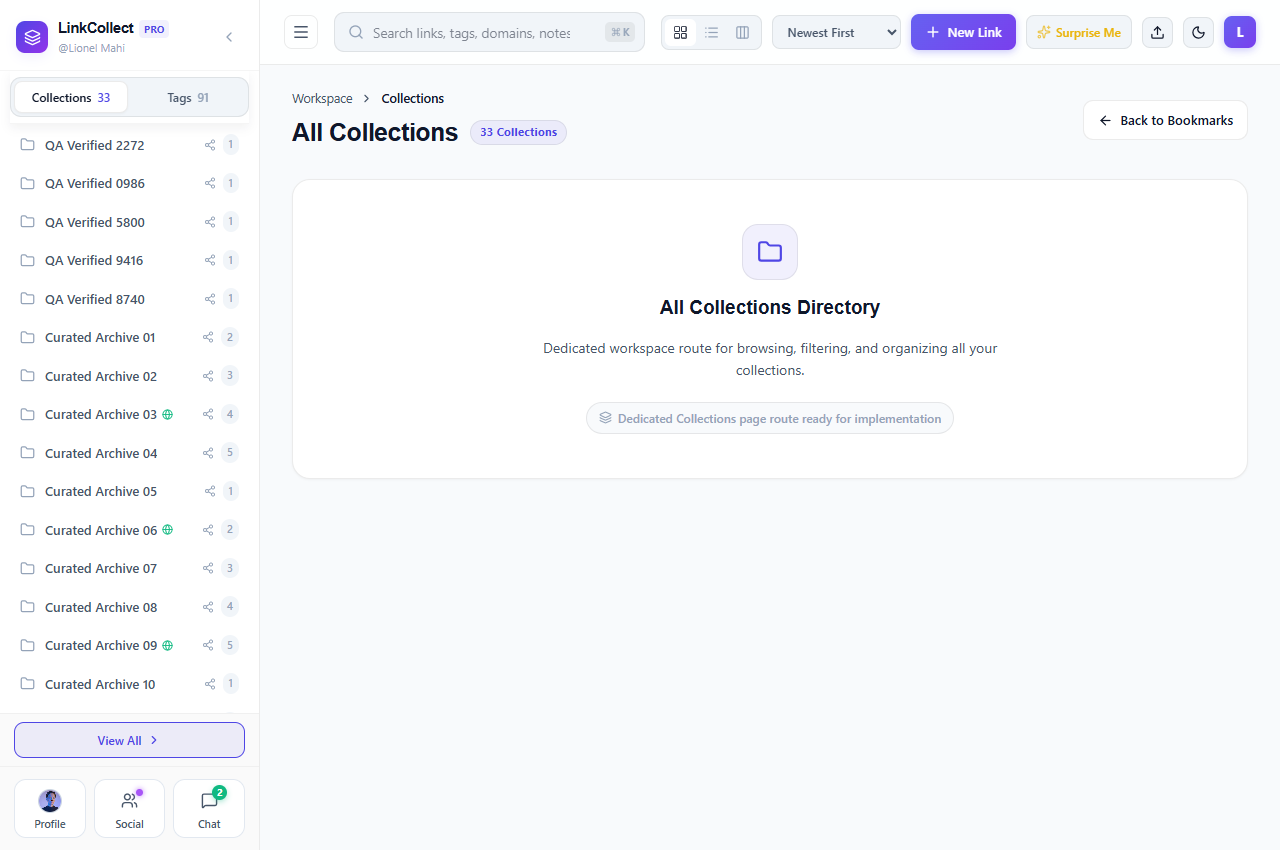 LinkCollect PRO
@Lionel Mahi
Collections 33
Tags 91
QA Verified 2272 1
QA Verified 0986 1
QA Verified 5800 1
QA Verified 9416 1
QA Verified 8740 1
Curated Archive 01 2
Curated Archive 02 3
Curated Archive 03 4
Curated Archive 04 5
Curated Archive 05 1
Curated Archive 06 2
Curated Archive 07 3
Curated Archive 08 4
Curated Archive 09 5
Curated Archive 10 1
View All
Profile
Social
2
Chat
Search links, tags, domains, notes
⌘ K
Newest First
New Link
Surprise Me
L
Workspace > Collections
All Collections
33 Collections
Back to Bookmarks
All Collections Directory
Dedicated workspace route for browsing, filtering, and organizing all your
collections.
Dedicated Collections page route ready for implementation